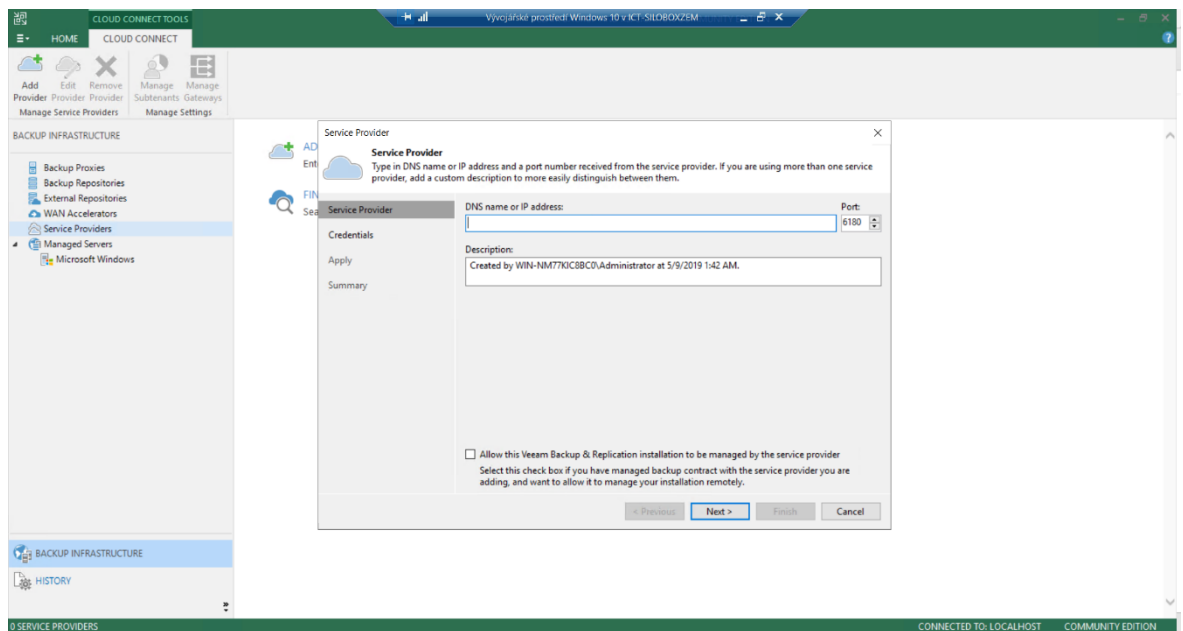 CLOUD CONNECT TOOLS
Vývojářské prostředí Windows 10 v ICT-SILOBOXZEM
HOME
CLOUD CONNECT
Add Provider
Edit Provider
Remove Provider
Manage Subtenants
Manage Gateways
Manage Service Providers
Manage Settings
BACKUP INFRASTRUCTURE
Backup Proxies
Backup Repositories
External Repositories
WAN Accelerators
Service Providers
Managed Servers
Microsoft Windows
AD
Ent
FIN
Sea
Service Provider
Service Provider
Type in DNS name or IP address and a port number received from the service provider. If you are using more than one service
provider, add a custom description to more easily distinguish between them.
Service Provider
Credentials
Apply
Summary
DNS name or IP address:
Port:
6180
Description:
Created by WIN-NM77KIC8BC0\Administrator at 5/9/2019 1:42 AM.
Allow this Veeam Backup & Replication installation to be managed by the service provider
Select this check box if you have managed backup contract with the service provider you are
adding, and want to allow it to manage your installation remotely.
< Previous
Next >
Finish
Cancel
BACKUP INFRASTRUCTURE
HISTORY
0 SERVICE PROVIDERS
CONNECTED TO: LOCALHOST
COMMUNITY EDITION